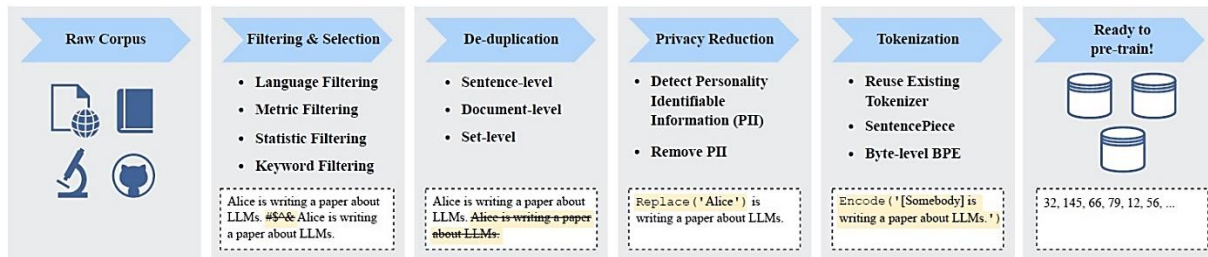 Raw Corpus
Filtering & Selection
Language Filtering
Metric Filtering
Statistic Filtering
Keyword Filtering
Alice is writing a paper about
LLMs. #$^& Alice is writing
a paper about LLMs.
De-duplication
Sentence-level
Document-level
Set-level
Alice is writing a paper about
LLMs. Alice is writing a paper
about LLMs.
Privacy Reduction
Detect Personality
Identifiable
Information (PII)
Remove PII
Replace('Alice') is
writing a paper about LLMs.
Tokenization
Reuse Existing
Tokenizer
SentencePiece
Byte-level BPE
Encode('[Somebody] is
writing a paper about LLMs.')
Ready to
pre-train!
32, 145, 66, 79, 12, 56, ...